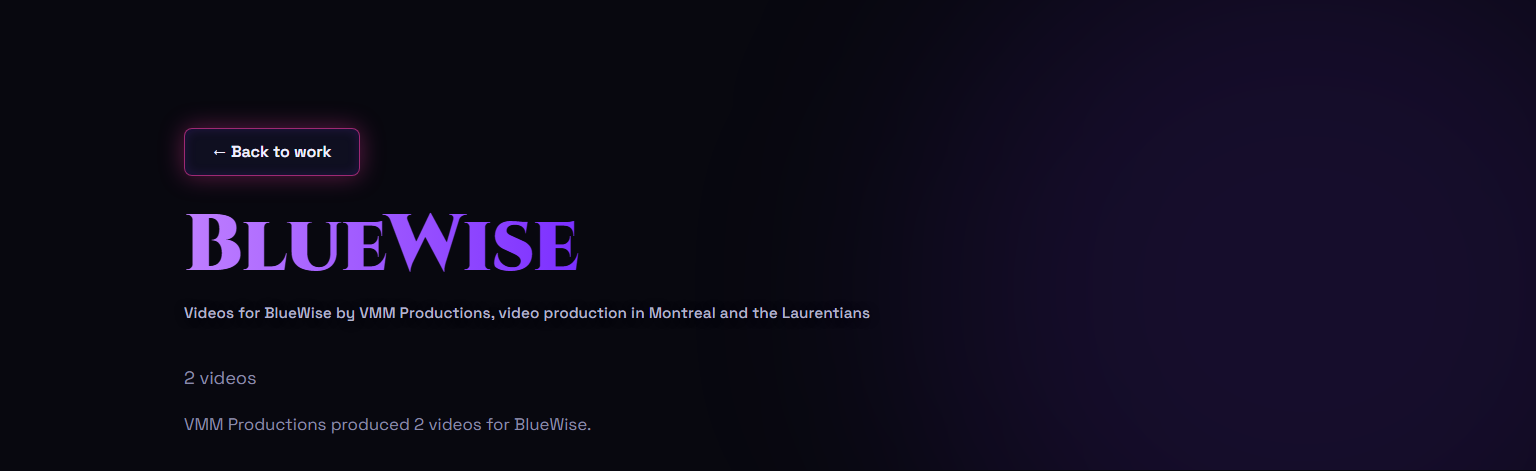 ← Back to work
BlueWise
Videos for BlueWise by VMM Productions, video production in Montreal and the Laurentians
2 videos
VMM Productions produced 2 videos for BlueWise.